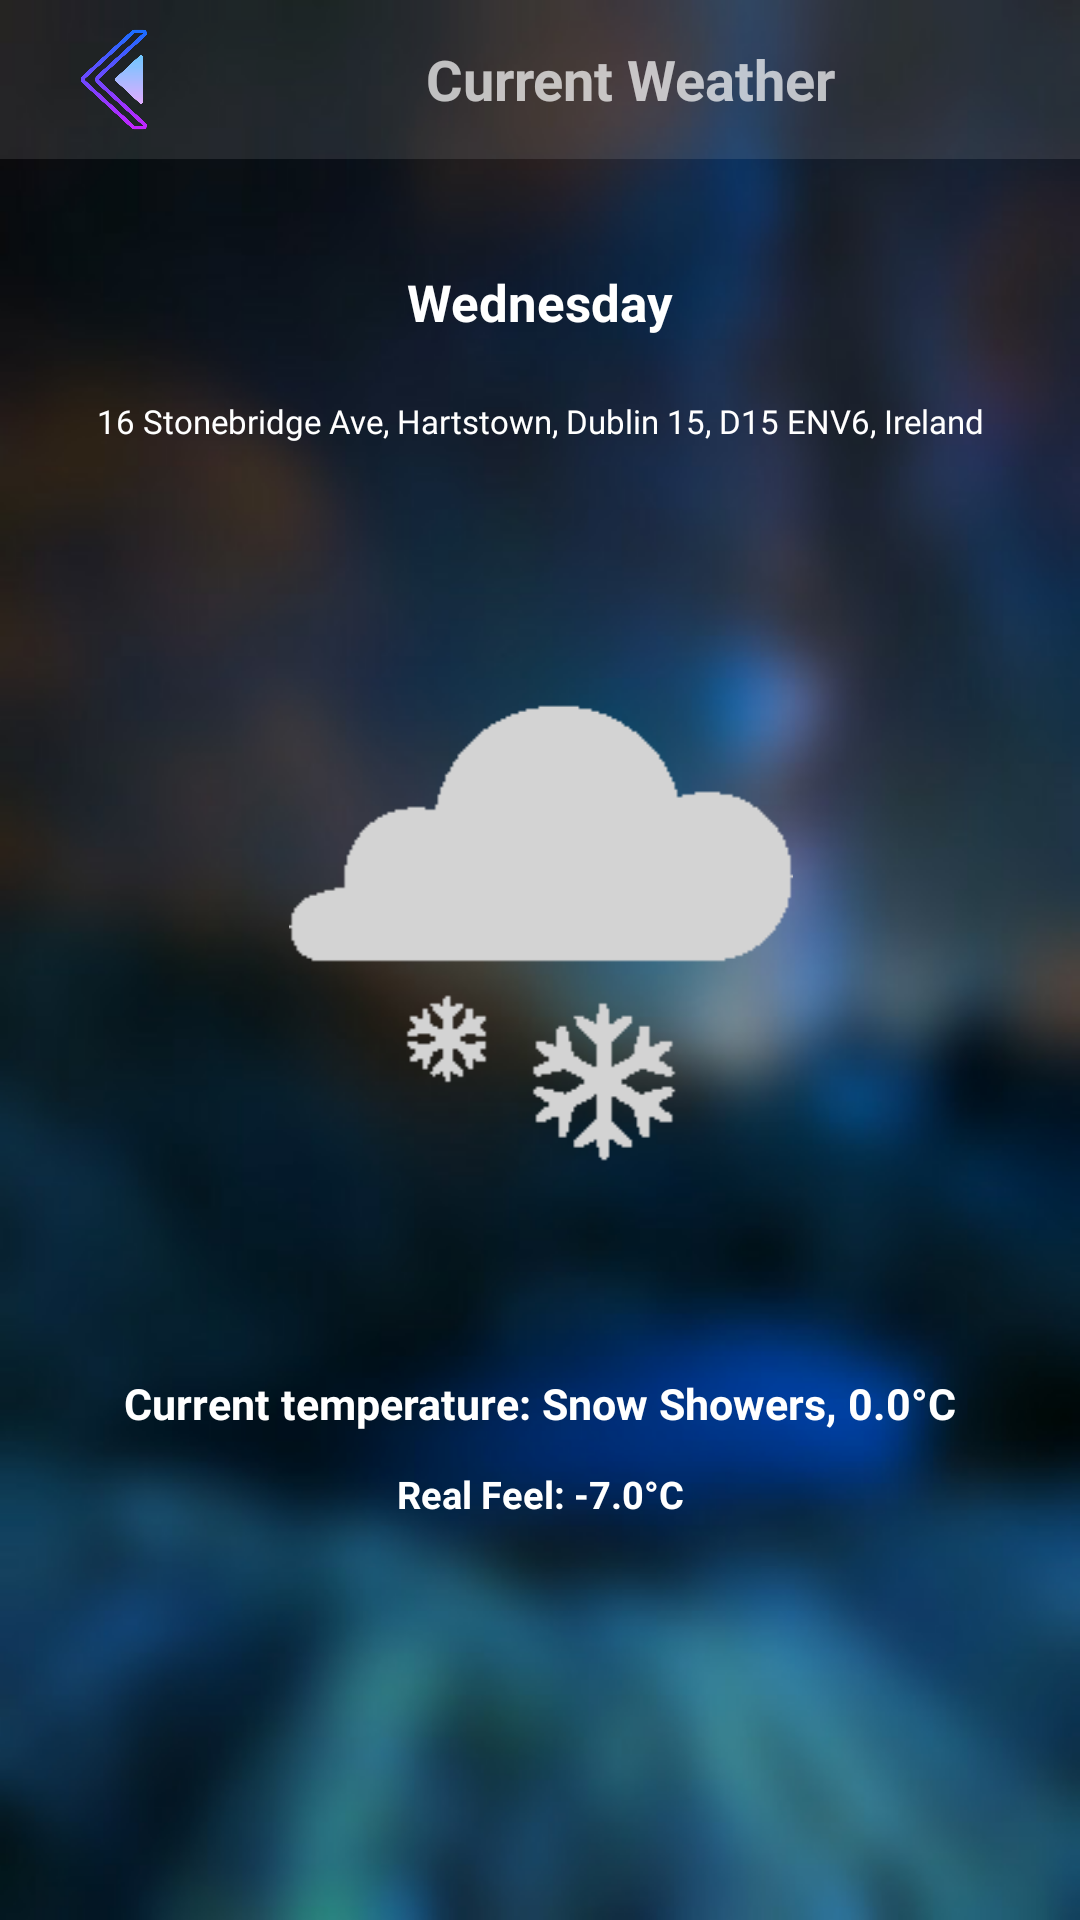 Current Weather
Wednesday
16 Stonebridge Ave, Hartstown, Dublin 15, D15 ENV6, Ireland
Current temperature: Snow Showers, 0.0°C
Real Feel: -7.0°C